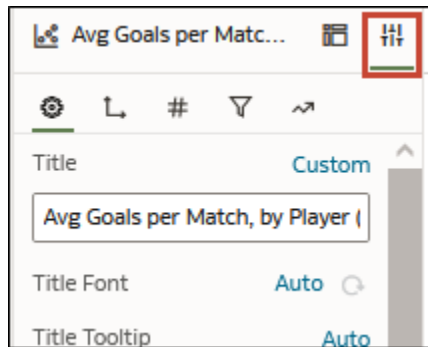 Avg Goals per Matc...
#
Title Custom
Avg Goals per Match, by Player (
Title Font Auto
Title Tooltip Auto